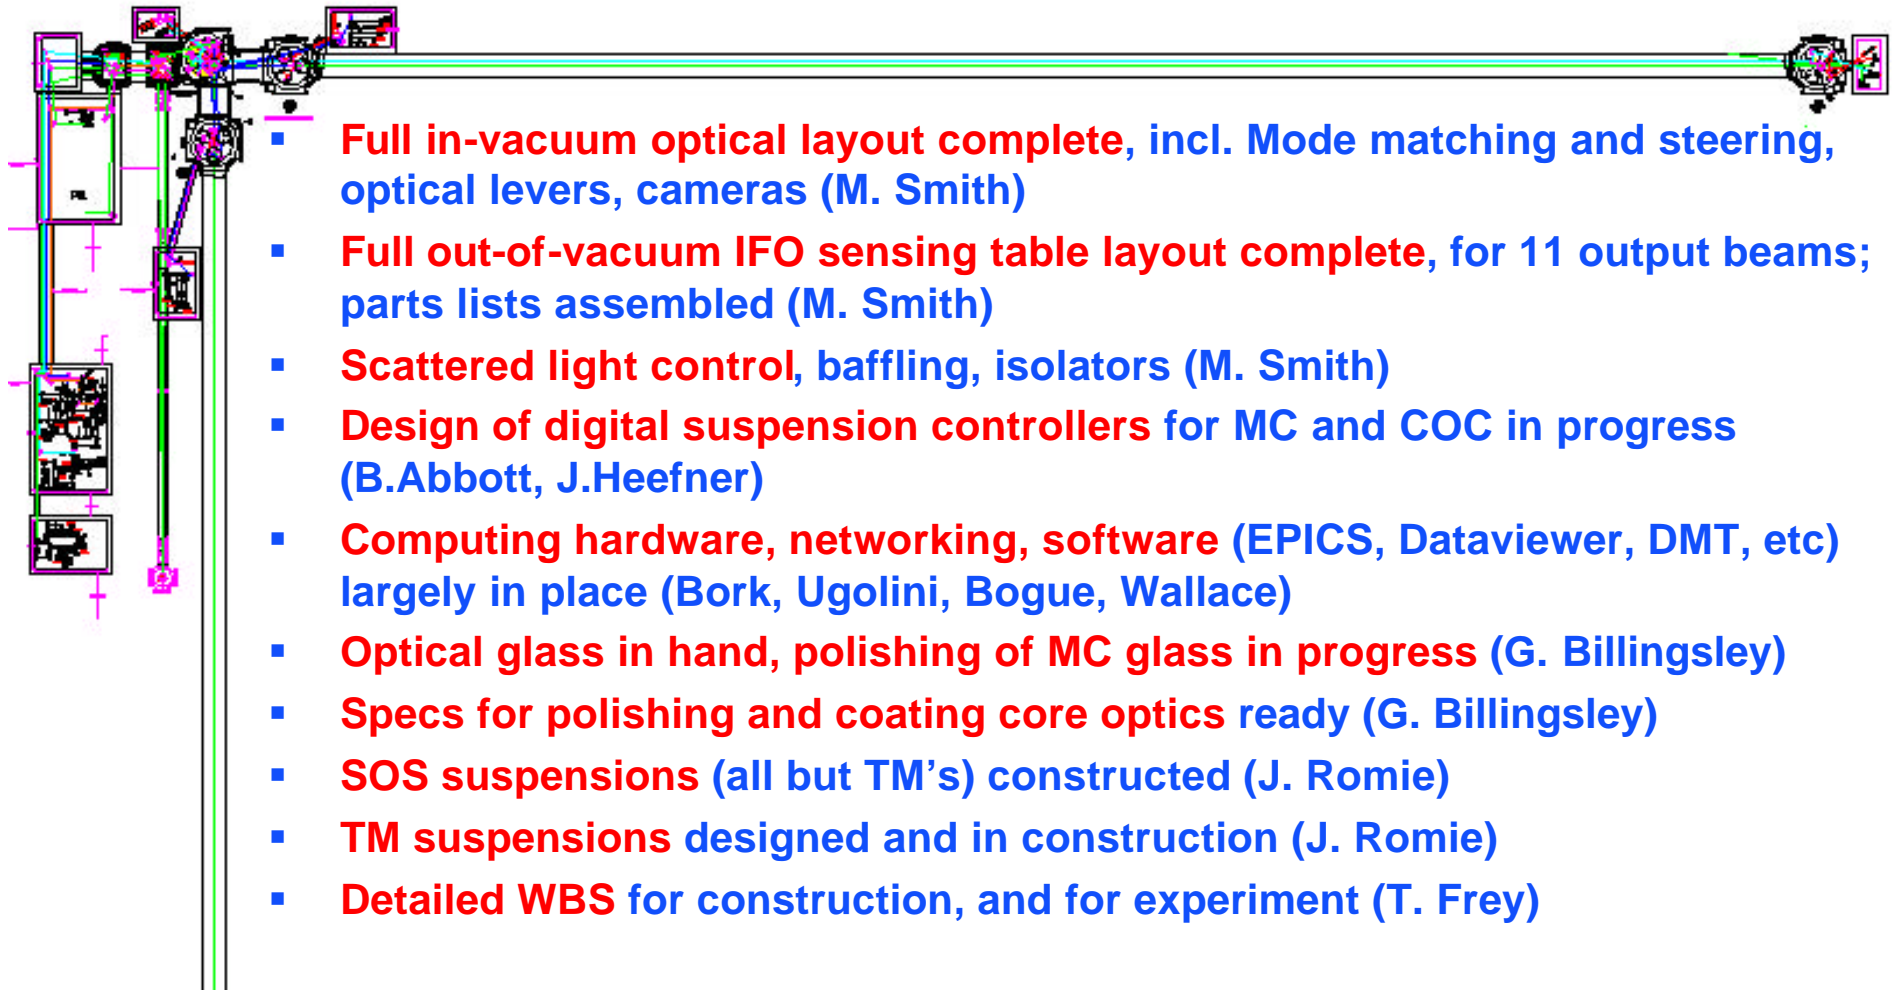 ▪ Full in-vacuum optical layout complete, incl. Mode matching and steering,
optical levers, cameras (M. Smith)
▪ Full out-of-vacuum IFO sensing table layout complete, for 11 output beams;
parts lists assembled (M. Smith)
▪ Scattered light control, baffling, isolators (M. Smith)
▪ Design of digital suspension controllers for MC and COC in progress
(B.Abbott, J.Heefner)
▪ Computing hardware, networking, software (EPICS, Dataviewer, DMT, etc)
largely in place (Bork, Ugolini, Bogue, Wallace)
▪ Optical glass in hand, polishing of MC glass in progress (G. Billingsley)
▪ Specs for polishing and coating core optics ready (G. Billingsley)
▪ SOS suspensions (all but TM’s) constructed (J. Romie)
▪ TM suspensions designed and in construction (J. Romie)
▪ Detailed WBS for construction, and for experiment (T. Frey)